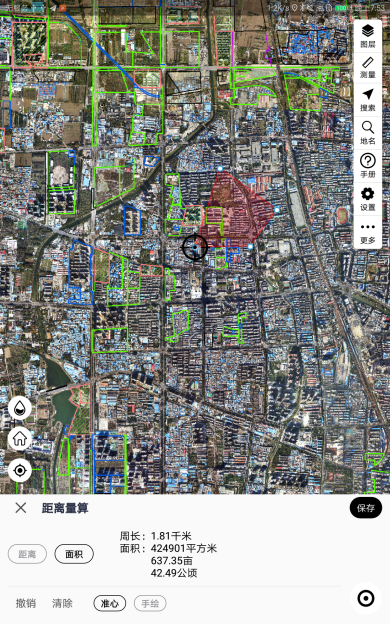 图层
测量
搜索
地名
手册
设置
更多
距离量算
保存
距离
面积
周长：1.81千米
面积：424901平方米
637.35亩
42.49公顷
撤销
清除
准心
手绘